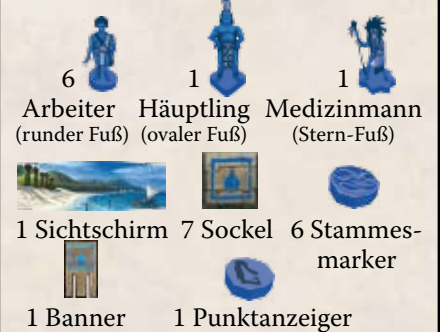 6 1 1
Arbeiter Häuptling Medizinmann
(runder Fuß) (ovaler Fuß) (Stern-Fuß)
1 Sichtschirm 7 Sockel 6 Stammes-
marker
1 Banner 1 Punktanzeiger